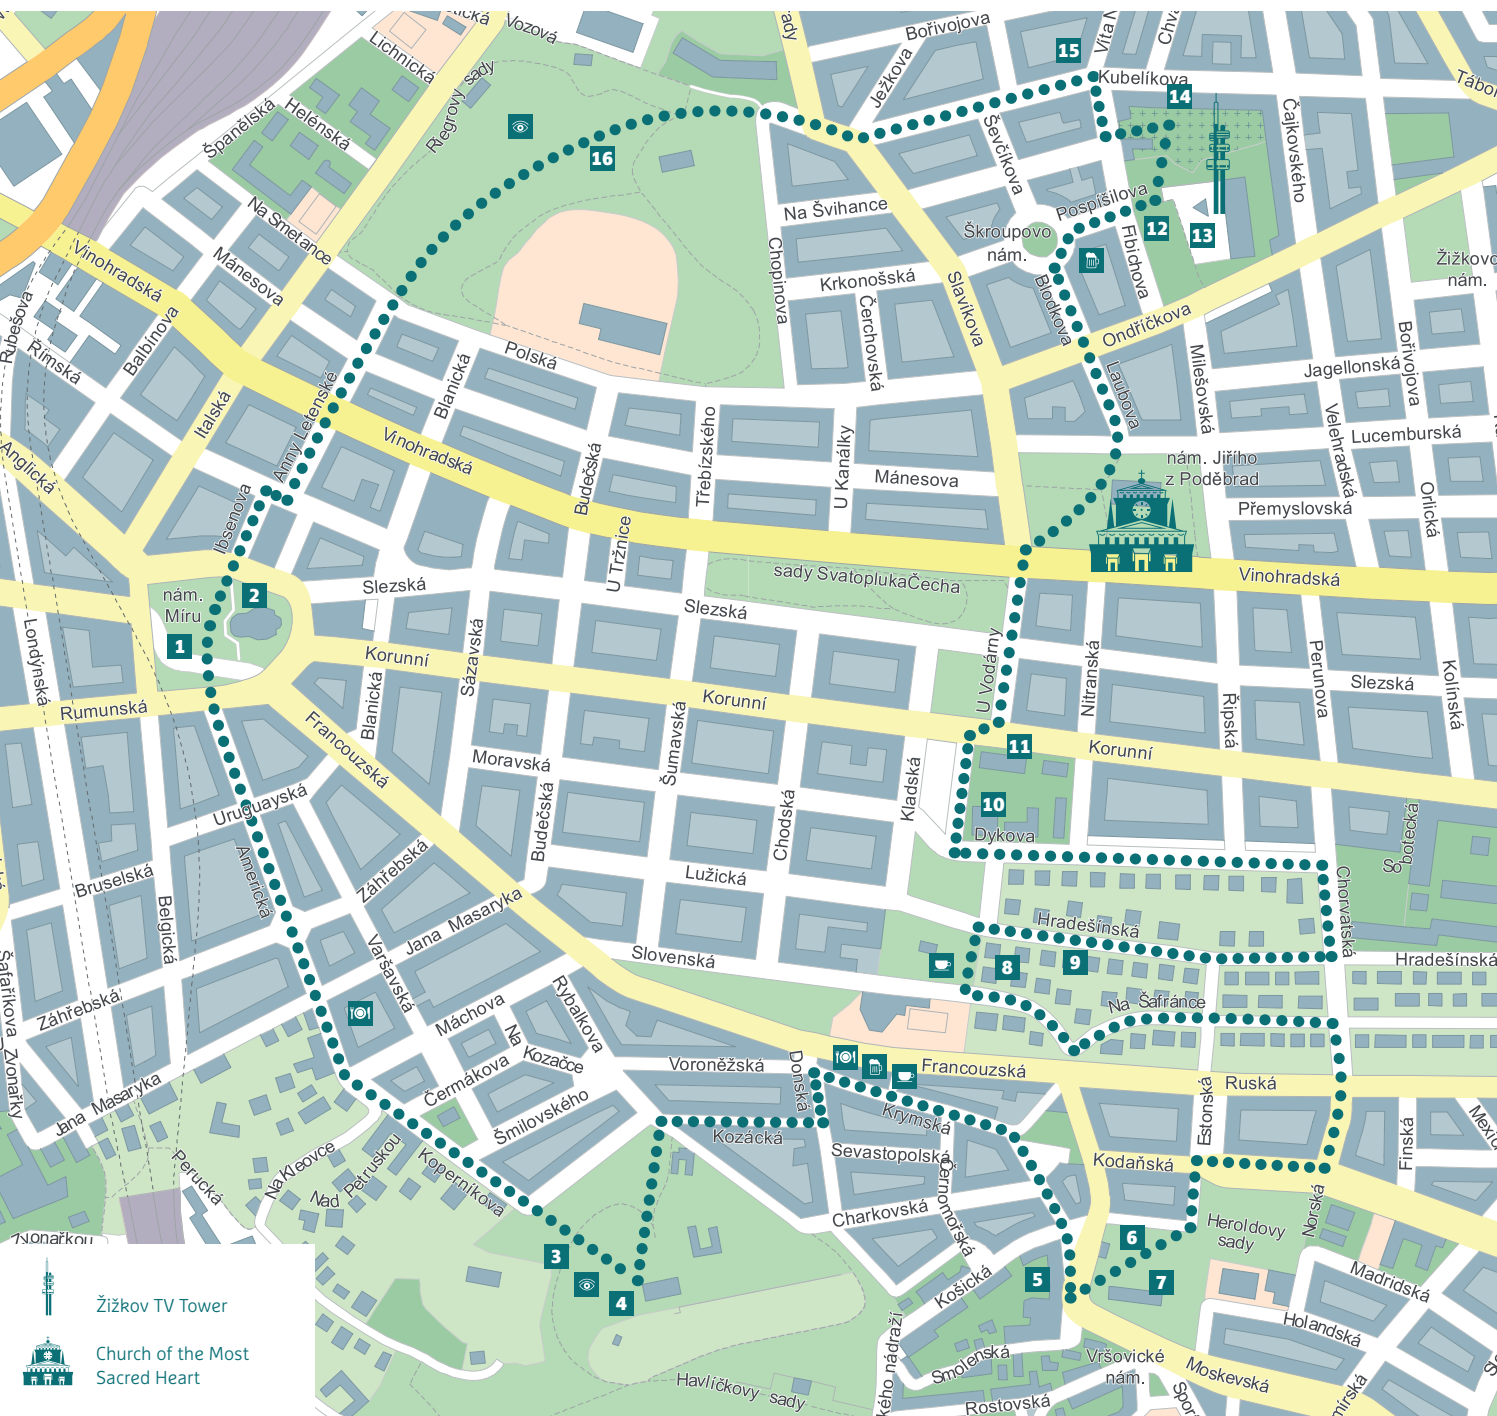 Vozová
Lichnická
Bořivojova
Ježkova
15
Kubelíkova
14
Riegrovy sady
Helénská
Španělská
16
Čajkovského
Ševčíkova
Na Smetance
Na Švihance
Pospíšilova
Škroupovo
nám.
12
13
Fibichova
Vinohradská
Mánesova
Chopinova
Krkonošská
Slavíkova
Blodkova
Žižkovo
nám.
Rubešova
Balbínova
Římská
Čerchovská
Ondříčkova
Polská
Blanická
Italská
Anny Letenské
Laubova
Milešovská
Jagellonská
Bořivojova
Velehradská
Lucemburská
Vinohradská
Budečská
Třebízského
U Kanálky
Mánesova
nám. Jiřího
z Poděbrad
Přemyslovská
Orlická
Anglická
Ibsenova
U Tržnice
sady Svatopluka Čecha
Vinohradská
nám.
Míru
2
1
Slezská
Slezská
Londýnská
Korunní
Sázavská
Korunní
U Vodárny
Nitranská
Řipská
Perunova
Slezská
Kolínská
Rumunská
Blanická
Francouzská
Moravská
Šumavská
11
Korunní
Uruguayská
Budečská
Chodská
Kladská
10
Dykova
Sobotecká
Americká
Záhřebská
Bruselská
Belgická
Lužická
Chorvatská
Jana Masaryka
Hradešínská
Varšavská
Slovenská
8
9
Hradešínská
Šafaříkova
Záhřebská
Máchova
Rybalkova
Na Šafránce
Na Kozačce
Zvonařky
Jana Masaryka
Čermákova
Voroněžská
Donská
Francouzská
Ruská
Estonská
Šmilovského
Kozácká
Krymská
Sevastopolská
Kodaňská
Finská
Perucká
Na Kleovce
Nad Petruskou
Koperníkova
Charkovská
Černomořská
Norská
Heroldovy
sady
6
3
4
5
7
Košická
Madridská
Holandská
Smolenská
Vršovické
nám.
Moskevská
Havlíčkovy sady
Rostovská
Žižkov TV Tower
Church of the Most
Sacred Heart